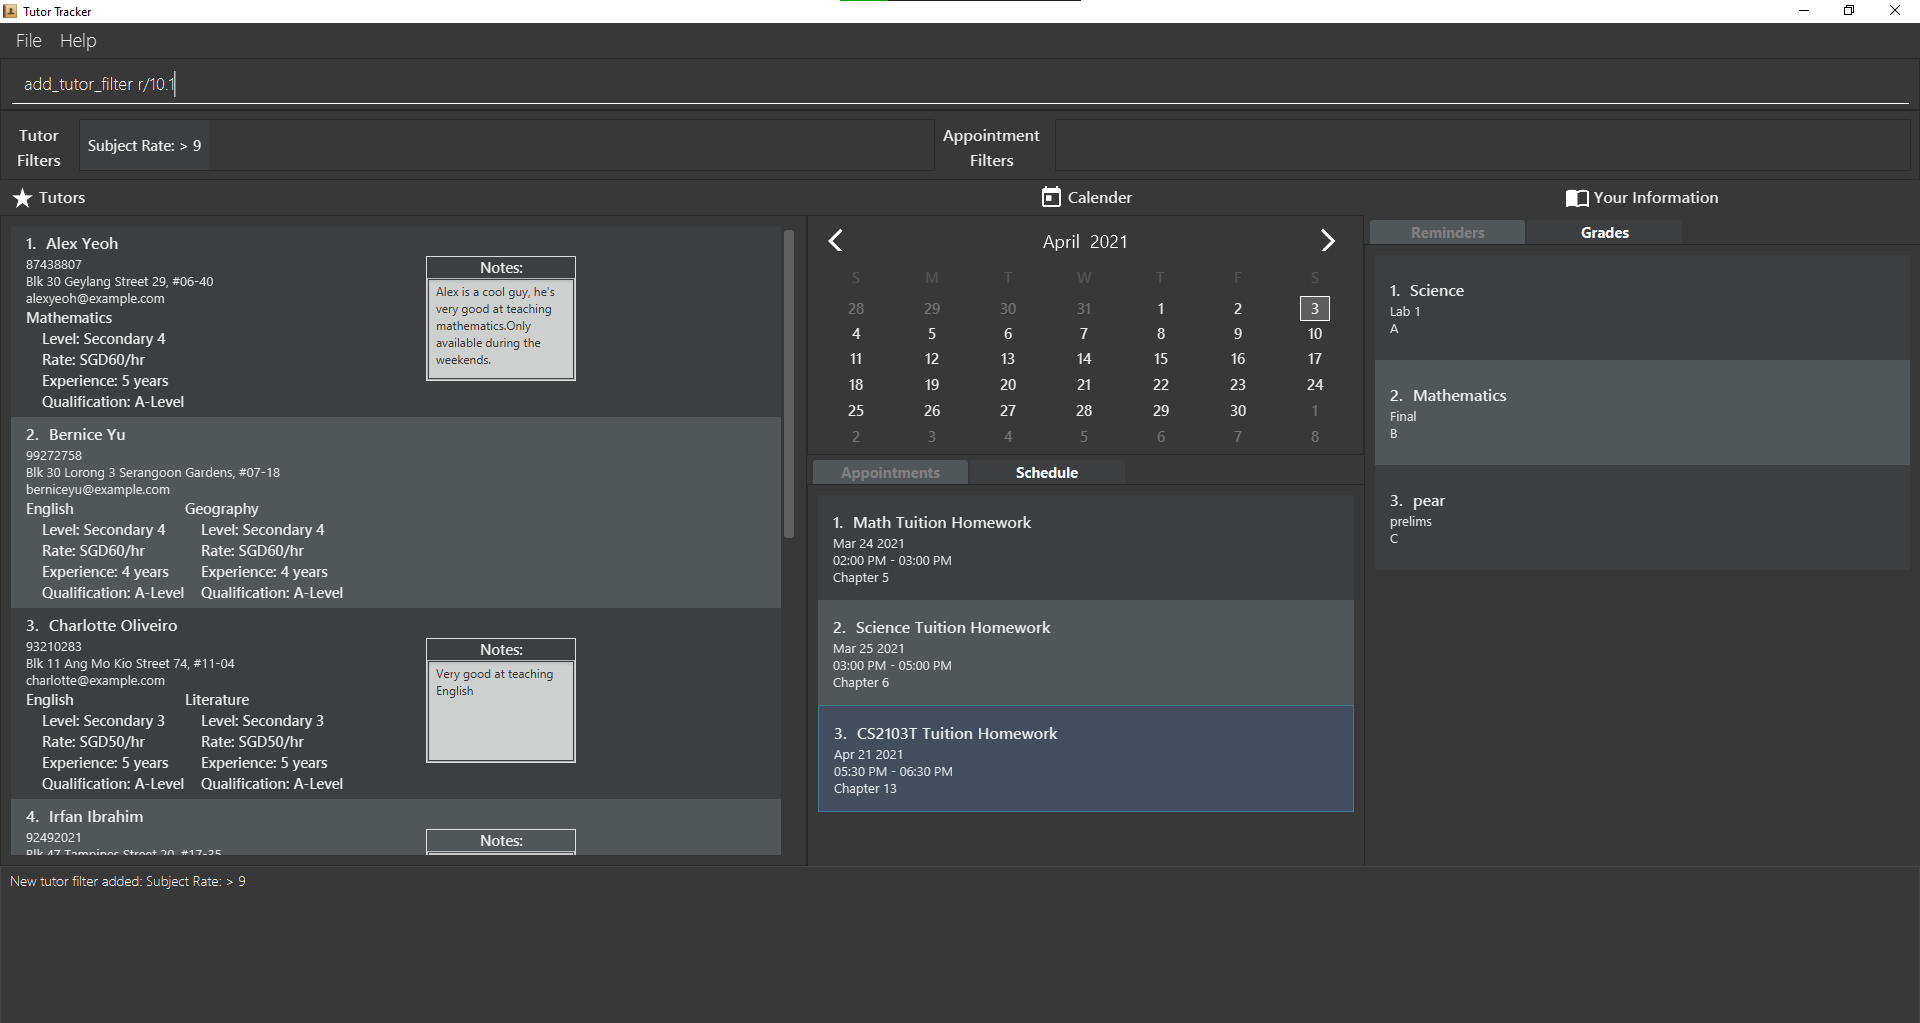 Tutor Tracker
File Help
add_tutor_filter r/10.1
Tutor Filters
Subject Rate: > 9
Appointment Filters
Tutors
1. Alex Yeoh
87438807
Blk 30 Geylang Street 29, #06-40
alexyeoh@example.com
Mathematics
Level: Secondary 4
Rate: SGD60/hr
Experience: 5 years
Qualification: A-Level
Notes:
Alex is a cool guy, he's
very good at teaching
mathematics.Only
available during the
weekends.
2. Bernice Yu
99272758
Blk 30 Lorong 3 Serangoon Gardens, #07-18
berniceyu@example.com
English Geography
Level: Secondary 4 Level: Secondary 4
Rate: SGD60/hr Rate: SGD60/hr
Experience: 4 years Experience: 4 years
Qualification: A-Level Qualification: A-Level
3. Charlotte Oliveiro
93210283
Blk 11 Ang Mo Kio Street 74, #11-04
charlotte@example.com
English Literature
Level: Secondary 3 Level: Secondary 3
Rate: SGD50/hr Rate: SGD50/hr
Experience: 5 years Experience: 5 years
Qualification: A-Level Qualification: A-Level
Notes:
Very good at teaching
English
4. Irfan Ibrahim
92492021
Blk 47 Tampines Street 20, #17-35
Notes:
Calender
April 2021
S M T W T F S
28 29 30 31 1 2 3
4 5 6 7 8 9 10
11 12 13 14 15 16 17
18 19 20 21 22 23 24
25 26 27 28 29 30 1
2 3 4 5 6 7 8
Appointments Schedule
1. Math Tuition Homework
Mar 24 2021
02:00 PM - 03:00 PM
Chapter 5
2. Science Tuition Homework
Mar 25 2021
03:00 PM - 05:00 PM
Chapter 6
3. CS2103T Tuition Homework
Apr 21 2021
05:30 PM - 06:30 PM
Chapter 13
Your Information
Reminders Grades
1. Science
Lab 1
A
2. Mathematics
Final
B
3. pear
prelims
C
New tutor filter added: Subject Rate: > 9